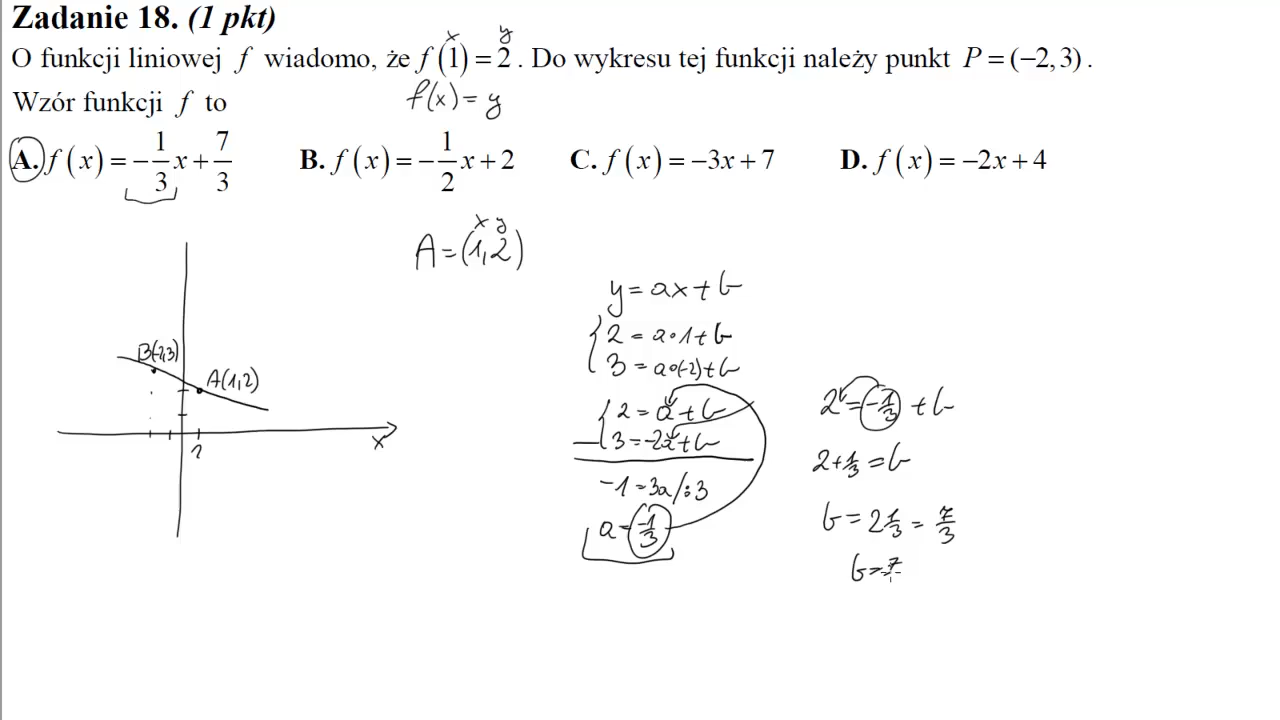 Zadanie 18. (1 pkt)
x y
O funkcji liniowej f wiadomo, że f(1) = 2. Do wykresu tej funkcji należy punkt P = (−2, 3).
Wzór funkcji f to
f(x) = y
A. f(x) = −1/3 x + 7/3 B. f(x) = −1/2 x + 2 C. f(x) = −3x + 7 D. f(x) = −2x + 4
x y
A = (1,2)
B(-2,3)
A(1,2)
x
y = ax + b
2 = a·1 + b
3 = a·(-2) + b
2 = a + b
3 = -2a + b
-1 = 3a /:3
a = -1/3
2 = -1/3 + b
2 + 1/3 = b
b = 2 1/3 = 7/3
b = 7